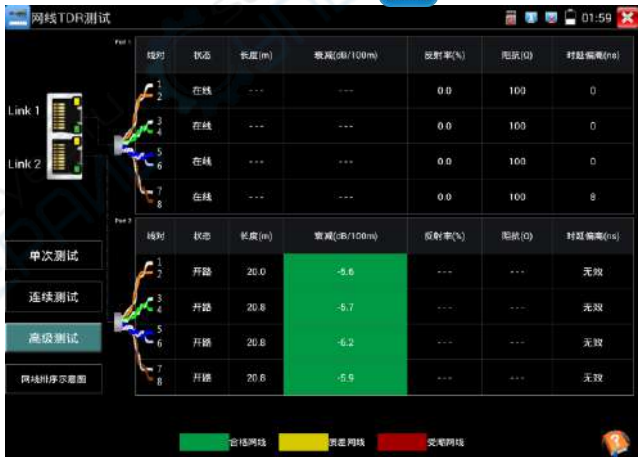 网线TDR测试
01:59
Port 1
线对 状态 长度(m) 衰减(dB/100m) 反射率(%) 阻抗(Ω) 时延偏离(ns)
1
2 在线 --- --- 0.0 100 0
3
4 在线 --- --- 0.0 100 0
5
6 在线 --- --- 0.0 100 0
7
8 在线 --- --- 0.0 100 8
Link 1
Link 2
Port 2
线对 状态 长度(m) 衰减(dB/100m) 反射率(%) 阻抗(Ω) 时延偏离(ns)
1
2 开路 20.0 -5.6 --- --- 无效
3
4 开路 20.8 -5.7 --- --- 无效
5
6 开路 20.8 -6.2 --- --- 无效
7
8 开路 20.8 -5.9 --- --- 无效
单次测试
连续测试
高级测试
网线排序示意图
合格网线 质差网线 受潮网线